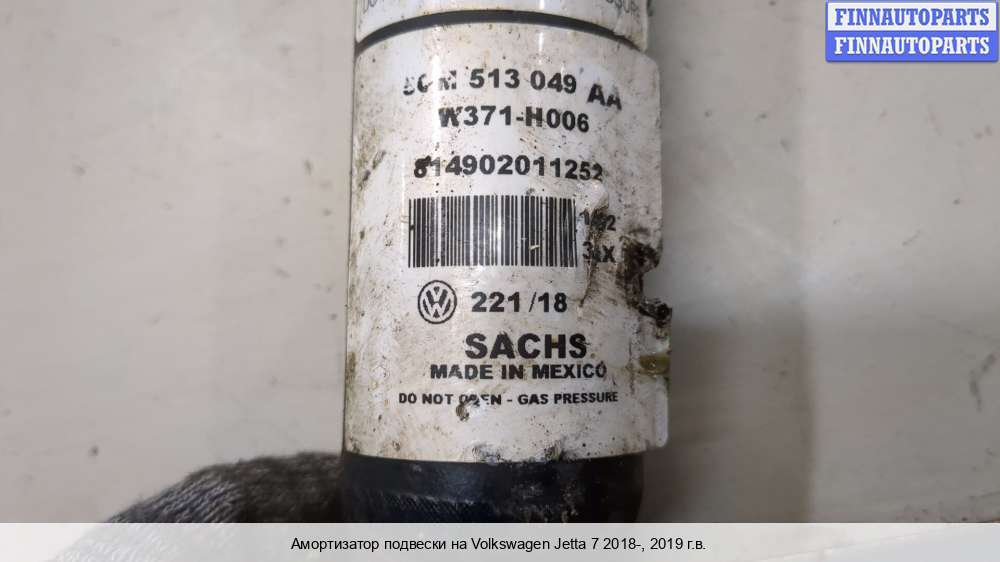 FINNAUTOPARTS
FINNAUTOPARTS
513 049 AA
W371-H006
814902011252
221/18
SACHS
MADE IN MEXICO
DO NOT OPEN - GAS PRESSURE
Амортизатор подвески на Volkswagen Jetta 7 2018-, 2019 г.в.